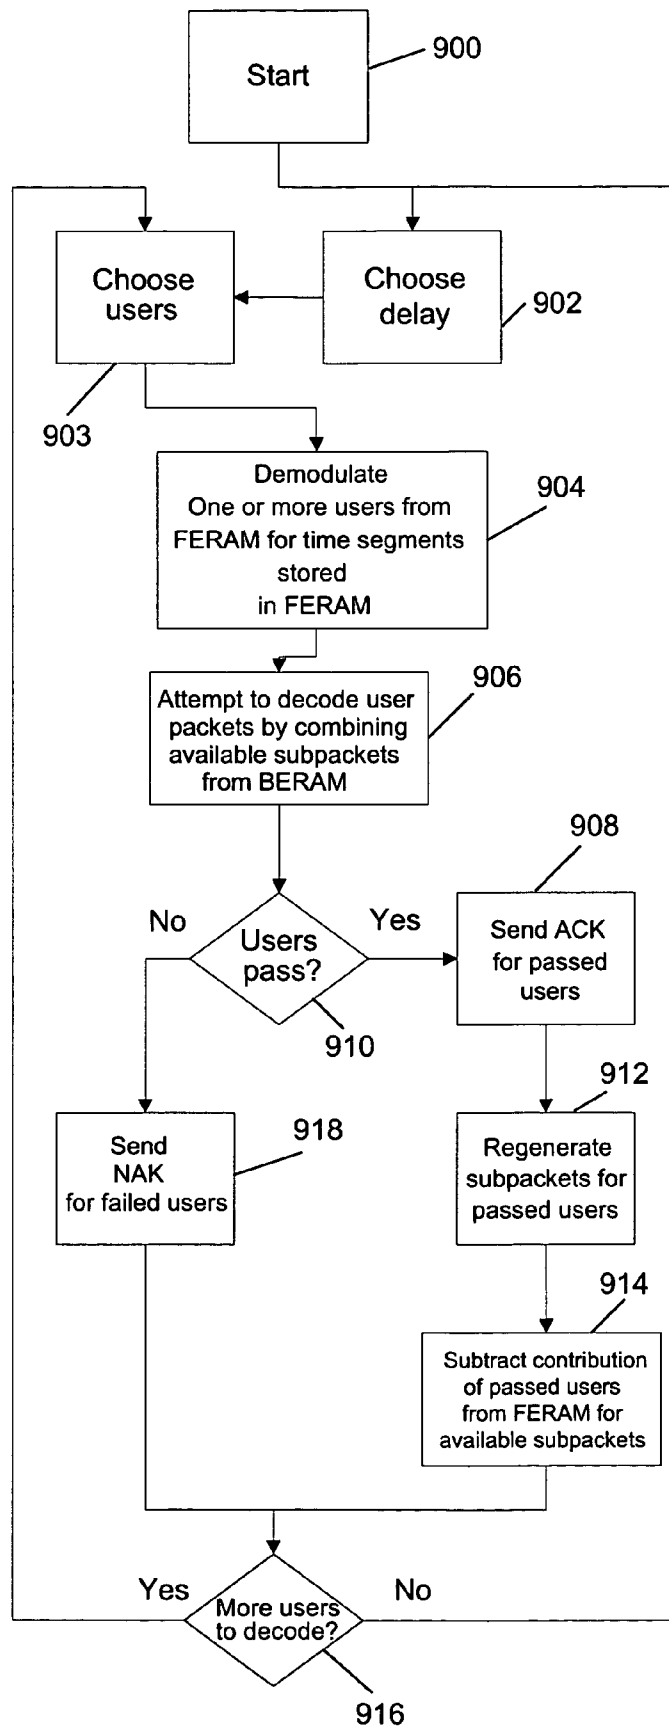 Start
900
Choose
users
Choose
delay
902
903
Demodulate
One or more users from
FERAM for time segments
stored
in FERAM
904
Attempt to decode user
packets by combining
available subpackets
from BERAM
906
908
No
Yes
Users
pass?
910
Send ACK
for passed
users
912
Send
NAK
for failed users
918
Regenerate
subpackets for
passed users
914
Subtract contribution
of passed users
from FERAM for
available subpackets
Yes
No
More users
to decode?
916